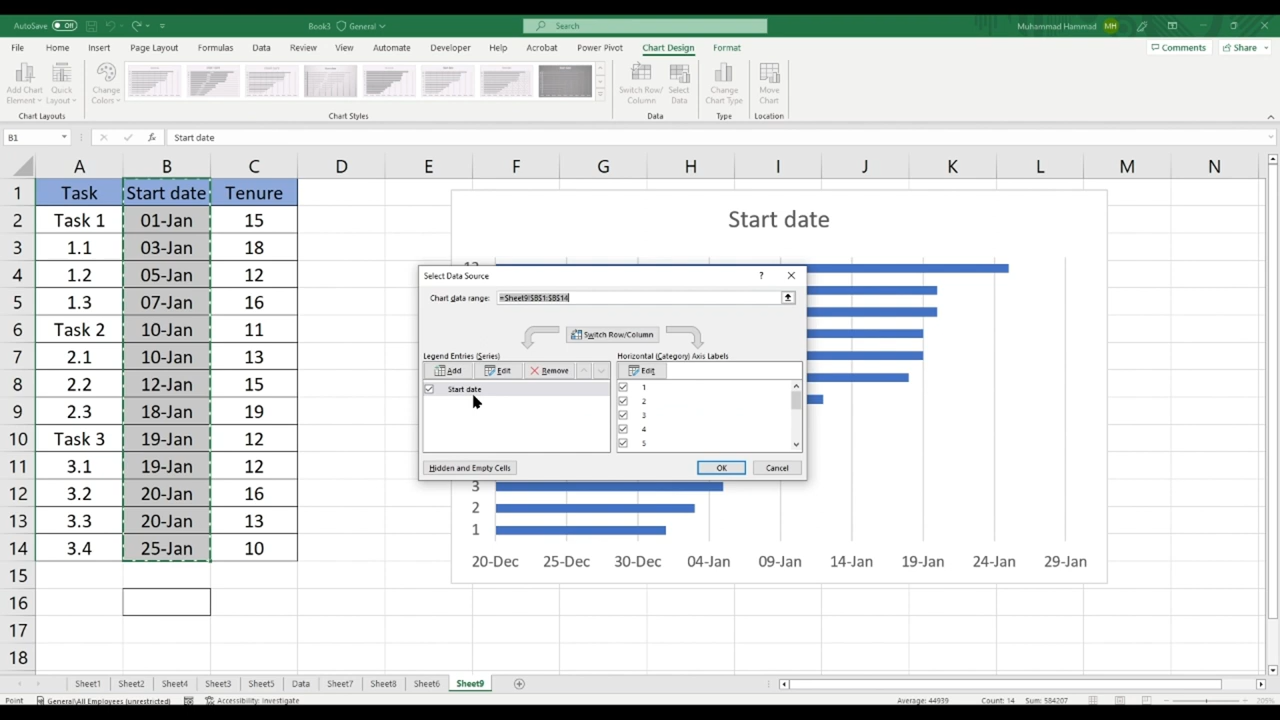 AutoSave Off Book3 General Search Muhammad Hammad MH
File Home Insert Page Layout Formulas Data Review View Automate Developer Help Acrobat Power Pivot Chart Design Format Comments Share
Add Chart Element Quick Layout Change Colors Switch Row/ Column Select Data Change Chart Type Move Chart
Chart Layouts Chart Styles Data Type Location
B1 fx Start date
A B C D E F G H I J K L M N
1 Task Start date Tenure
2 Task 1 01-Jan 15
3 1.1 03-Jan 18
4 1.2 05-Jan 12
5 1.3 07-Jan 16
6 Task 2 10-Jan 11
7 2.1 10-Jan 13
8 2.2 12-Jan 15
9 2.3 18-Jan 19
10 Task 3 19-Jan 12
11 3.1 19-Jan 12
12 3.2 20-Jan 16
13 3.3 20-Jan 13
14 3.4 25-Jan 10
15
16
17
18
Start date
Select Data Source ?
Chart data range: =Sheet9!$B$1:$B$14
Switch Row/Column
Legend Entries (Series) Horizontal (Category) Axis Labels
Add Edit Remove Edit
Start date
1
2
3
4
5
Hidden and Empty Cells OK Cancel
3
2
1
20-Dec 25-Dec 30-Dec 04-Jan 09-Jan 14-Jan 19-Jan 24-Jan 29-Jan
Sheet1 Sheet2 Sheet4 Sheet3 Sheet5 Data Sheet7 Sheet8 Sheet6 Sheet9
Point General\All Employees (unrestricted) Accessibility: Investigate Average: 44939 Count: 14 Sum: 584207